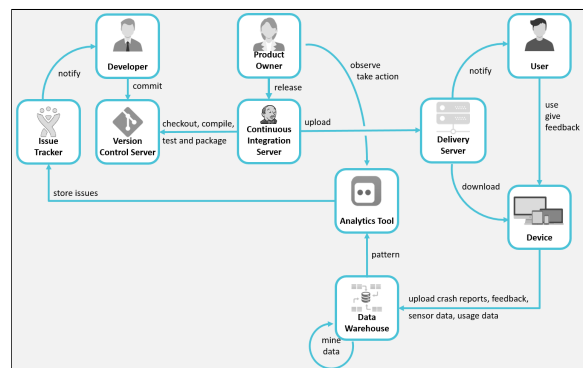 notify
Developer
Product
Owner
observe
take action
notify
User
commit
release
use
give
feedback
Issue
Tracker
Version
Control Server
checkout, compile,
test and package
Continuous
Integration
Server
upload
Delivery
Server
store issues
Analytics Tool
download
Device
pattern
Data
Warehouse
upload crash reports, feedback,
sensor data, usage data
mine
data